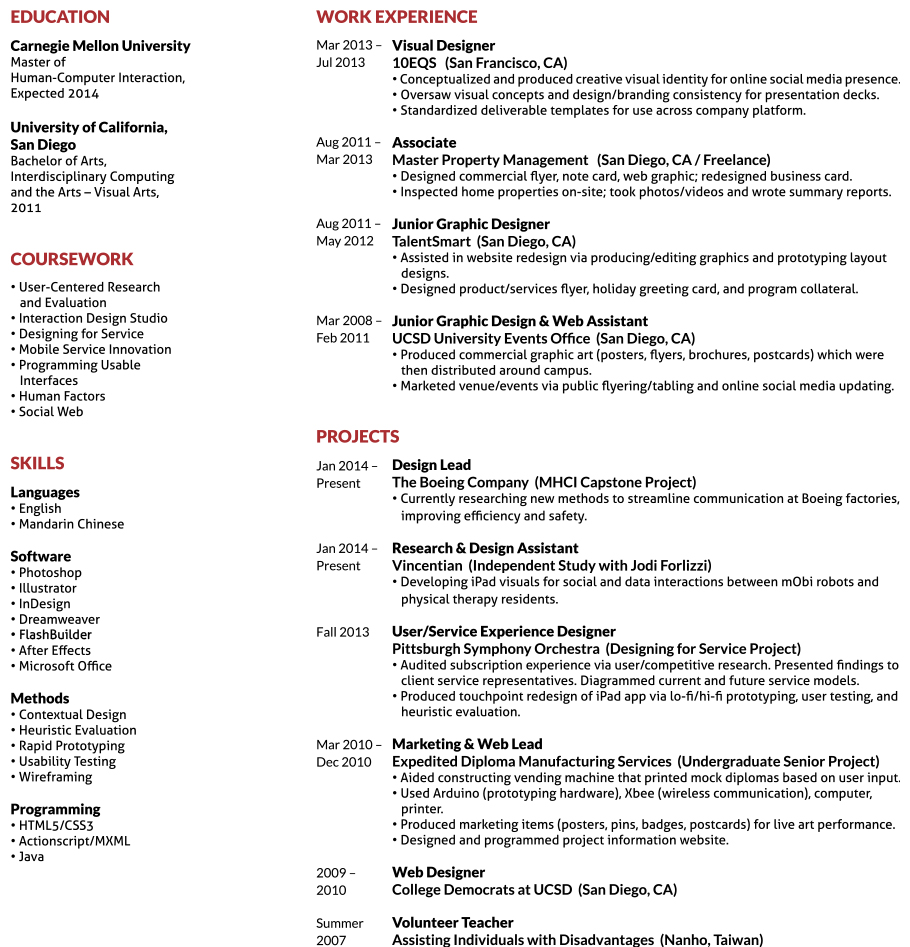 EDUCATION
Carnegie Mellon University
Master of
Human-Computer Interaction,
Expected 2014
University of California,
San Diego
Bachelor of Arts,
Interdisciplinary Computing
and the Arts – Visual Arts,
2011
COURSEWORK
• User-Centered Research
and Evaluation
• Interaction Design Studio
• Designing for Service
• Mobile Service Innovation
• Programming Usable
Interfaces
• Human Factors
• Social Web
SKILLS
Languages
• English
• Mandarin Chinese
Software
• Photoshop
• Illustrator
• InDesign
• Dreamweaver
• FlashBuilder
• After Effects
• Microsoft Office
Methods
• Contextual Design
• Heuristic Evaluation
• Rapid Prototyping
• Usability Testing
• Wireframing
Programming
• HTML5/CSS3
• Actionscript/MXML
• Java
WORK EXPERIENCE
Mar 2013 – Visual Designer
Jul 2013 10EQS (San Francisco, CA)
• Conceptualized and produced creative visual identity for online social media presence.
• Oversaw visual concepts and design/branding consistency for presentation decks.
• Standardized deliverable templates for use across company platform.
Aug 2011 – Associate
Mar 2013 Master Property Management (San Diego, CA / Freelance)
• Designed commercial flyer, note card, web graphic; redesigned business card.
• Inspected home properties on-site; took photos/videos and wrote summary reports.
Aug 2011 – Junior Graphic Designer
May 2012 TalentSmart (San Diego, CA)
• Assisted in website redesign via producing/editing graphics and prototyping layout
designs.
• Designed product/services flyer, holiday greeting card, and program collateral.
Mar 2008 – Junior Graphic Design & Web Assistant
Feb 2011 UCSD University Events Office (San Diego, CA)
• Produced commercial graphic art (posters, flyers, brochures, postcards) which were
then distributed around campus.
• Marketed venue/events via public flyering/tabling and online social media updating.
PROJECTS
Jan 2014 – Design Lead
Present The Boeing Company (MHCI Capstone Project)
• Currently researching new methods to streamline communication at Boeing factories,
improving efficiency and safety.
Jan 2014 – Research & Design Assistant
Present Vincentian (Independent Study with Jodi Forlizzi)
• Developing iPad visuals for social and data interactions between mObi robots and
physical therapy residents.
Fall 2013 User/Service Experience Designer
Pittsburgh Symphony Orchestra (Designing for Service Project)
• Audited subscription experience via user/competitive research. Presented findings to
client service representatives. Diagrammed current and future service models.
• Produced touchpoint redesign of iPad app via lo-fi/hi-fi prototyping, user testing, and
heuristic evaluation.
Mar 2010 – Marketing & Web Lead
Dec 2010 Expedited Diploma Manufacturing Services (Undergraduate Senior Project)
• Aided constructing vending machine that printed mock diplomas based on user input.
• Used Arduino (prototyping hardware), Xbee (wireless communication), computer,
printer.
• Produced marketing items (posters, pins, badges, postcards) for live art performance.
• Designed and programmed project information website.
2009 – Web Designer
2010 College Democrats at UCSD (San Diego, CA)
Summer Volunteer Teacher
2007 Assisting Individuals with Disadvantages (Nanho, Taiwan)